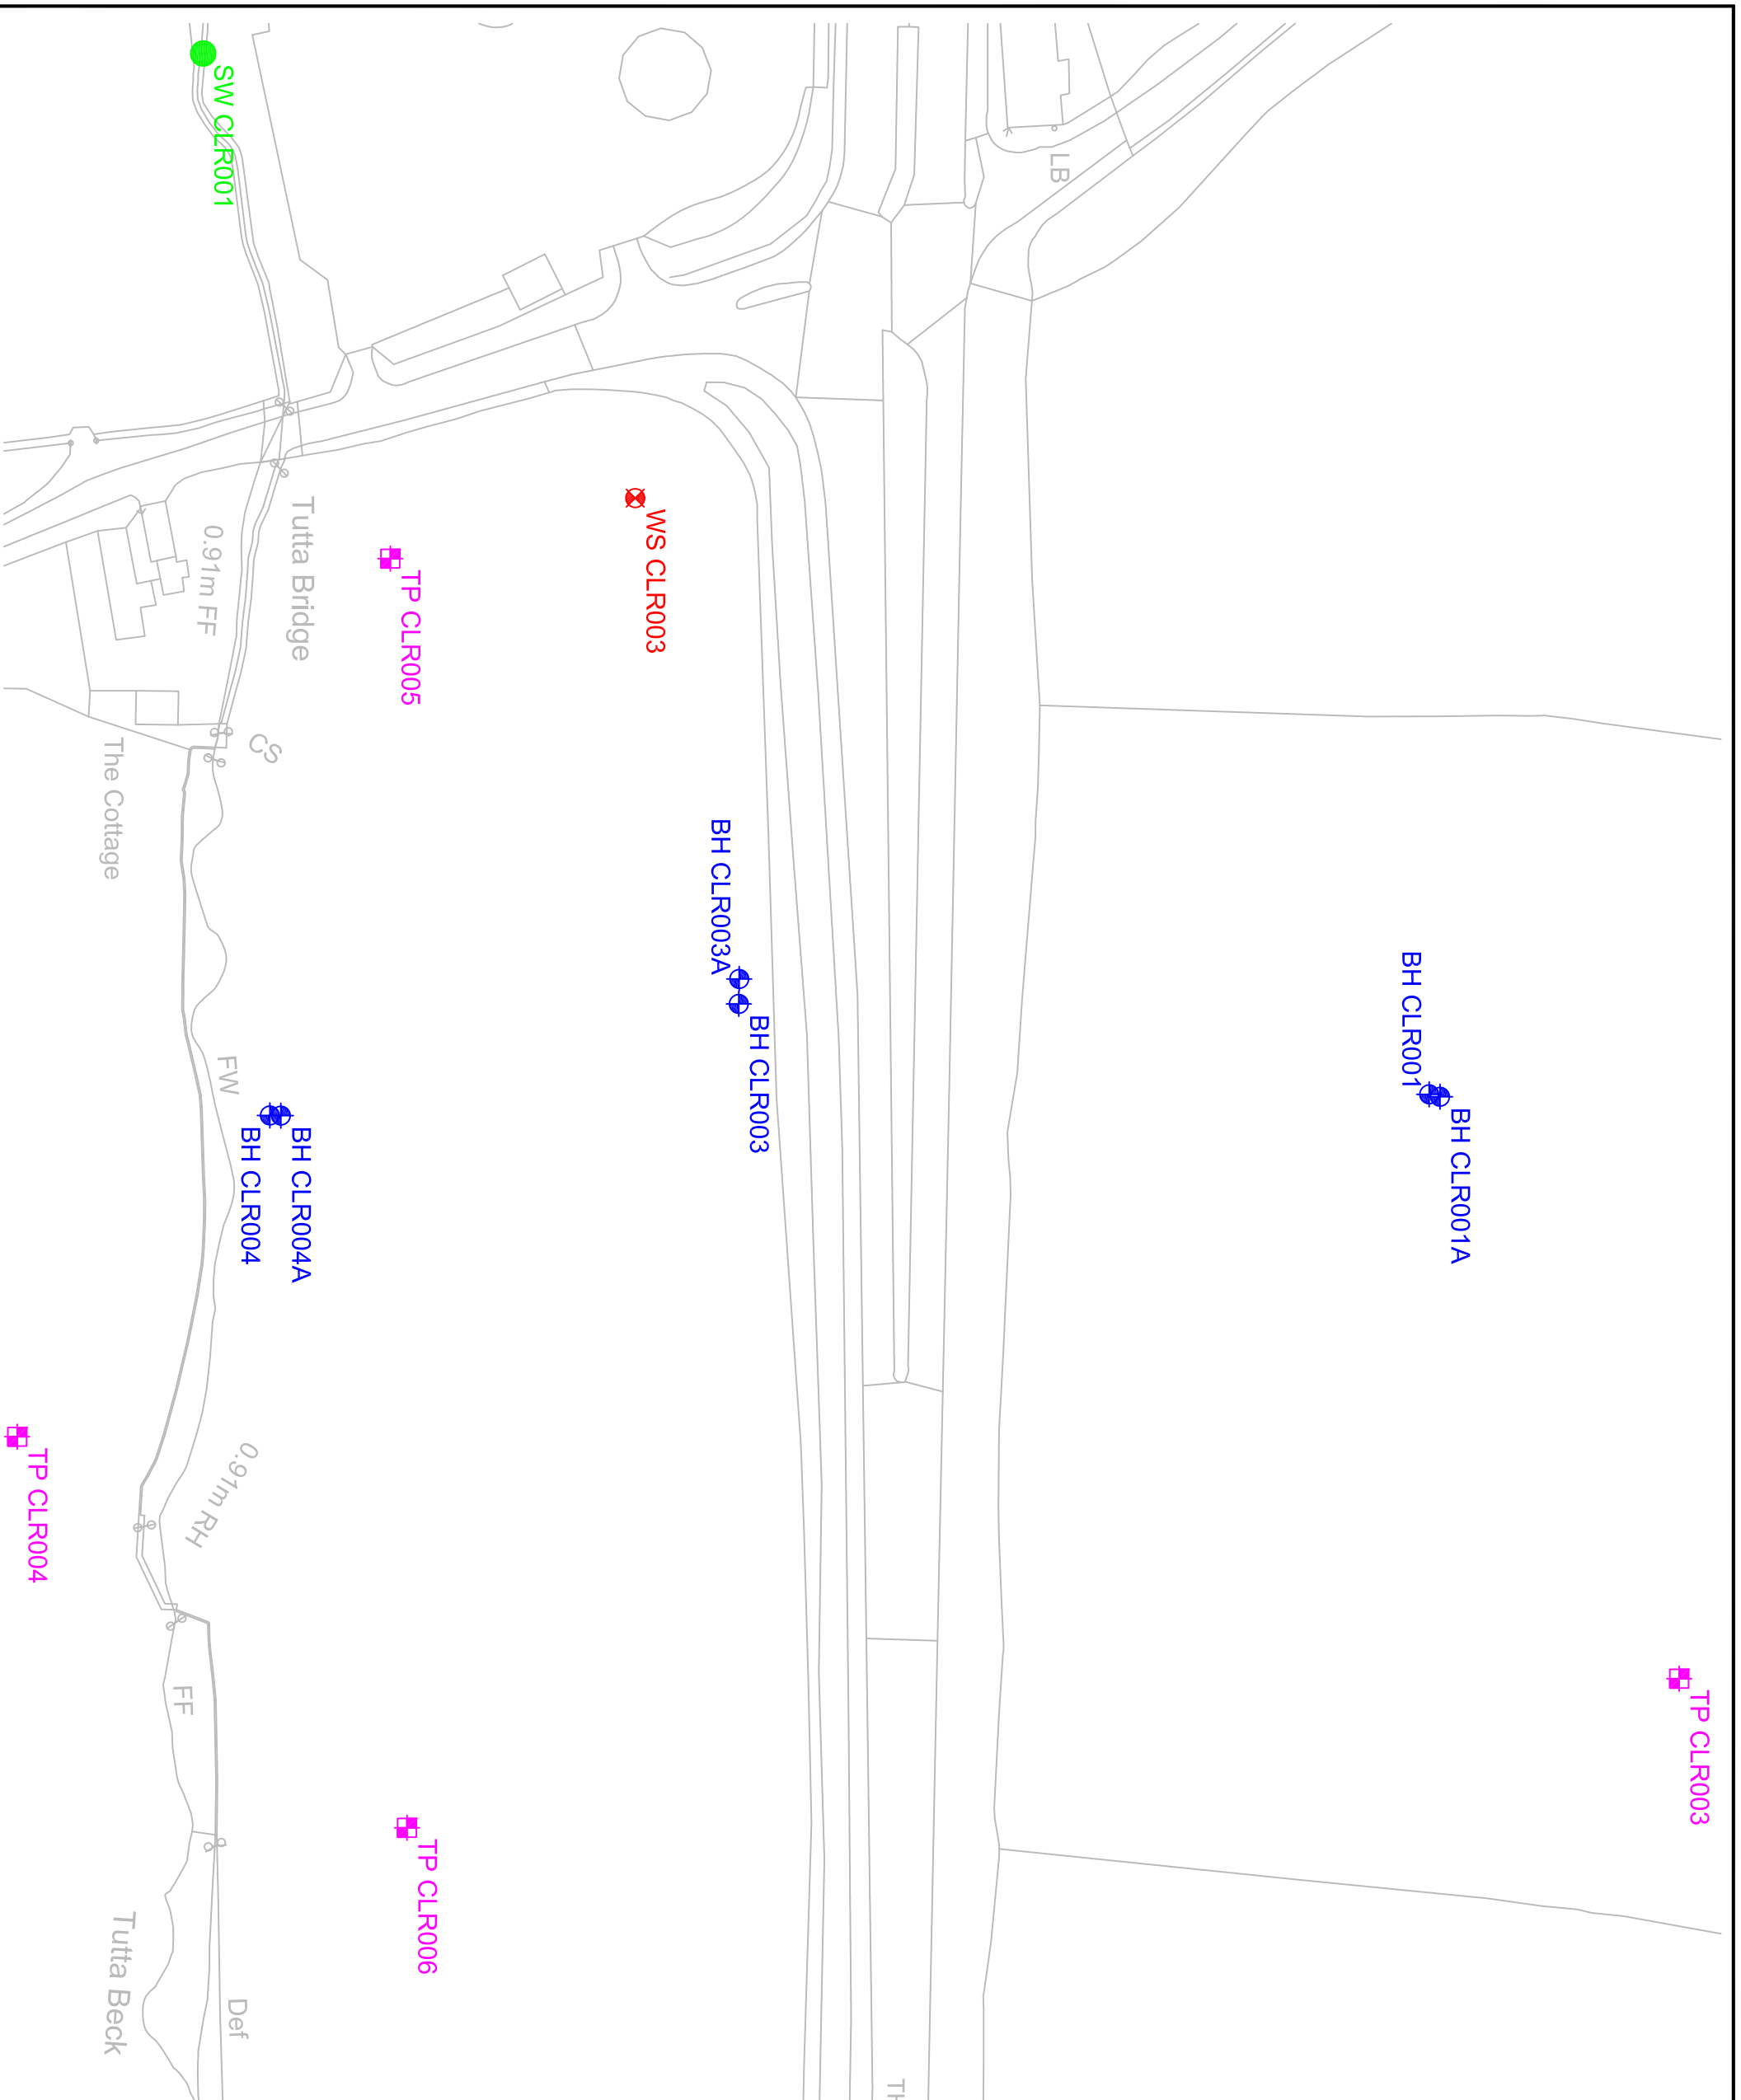 SW CLR001
LB
Tutta Bridge
0.91m FF
WS CLR003
TP CLR005
CS
The Cottage
BH CLR003A
BH CLR003
BH CLR001
BH CLR001A
FW
BH CLR004A
BH CLR004
0.91m RH
TP CLR004
FF
TP CLR003
TP CLR006
Tutta Beck
Def